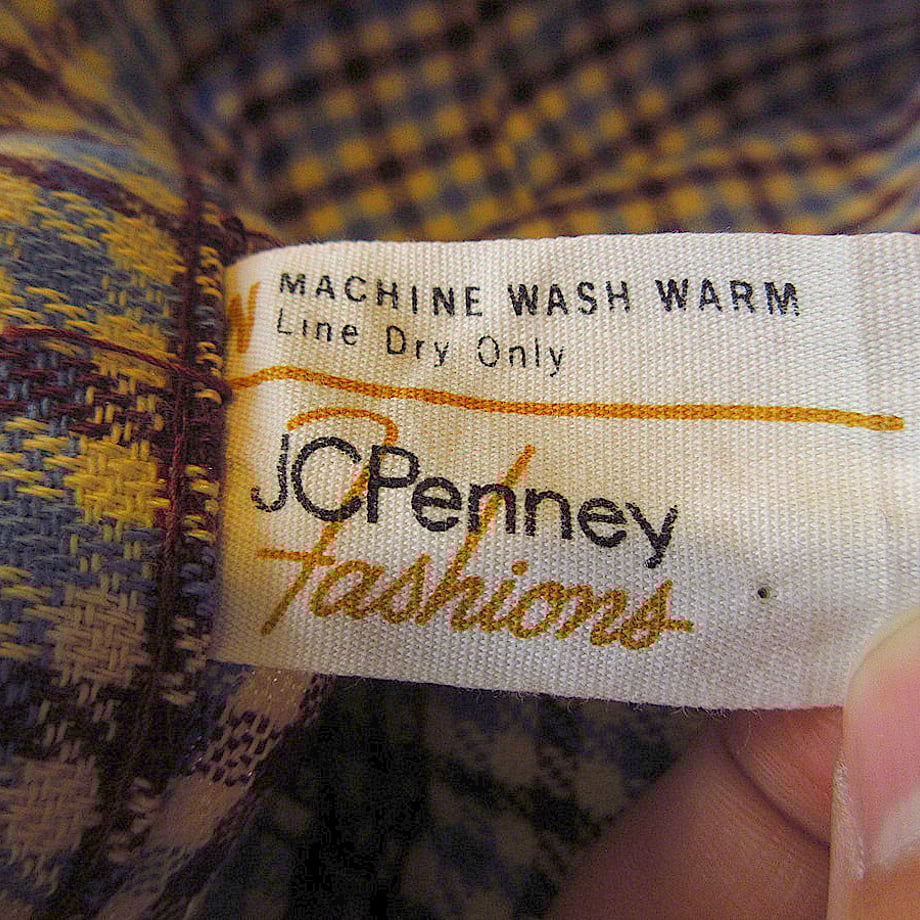 MACHINE WASH WARM
Line Dry Only
JCPenney
fashions